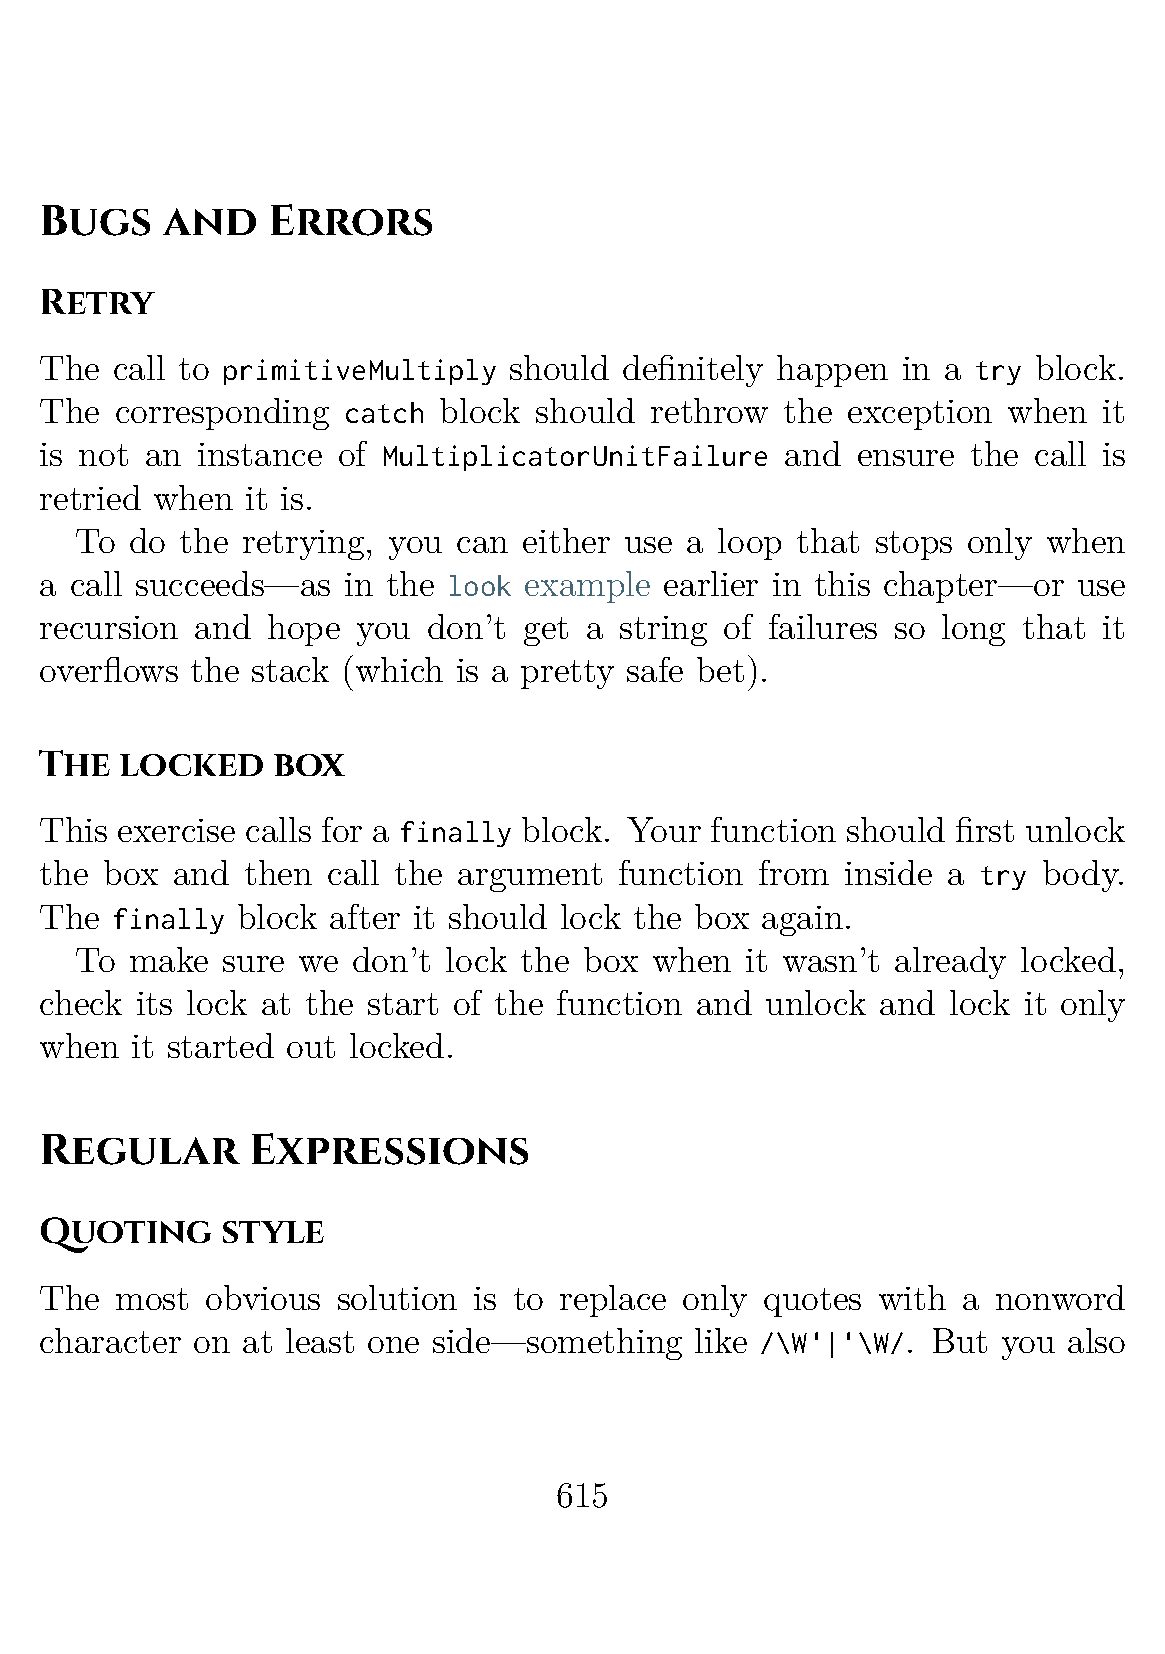 Bugs and Errors
Retry
The call to primitiveMultiply should definitely happen in a try block.
The corresponding catch block should rethrow the exception when it
is not an instance of MultiplicatorUnitFailure and ensure the call is
retried when it is.
To do the retrying, you can either use a loop that stops only when
a call succeeds—as in the look example earlier in this chapter—or use
recursion and hope you don’t get a string of failures so long that it
overflows the stack (which is a pretty safe bet).
The locked box
This exercise calls for a finally block. Your function should first unlock
the box and then call the argument function from inside a try body.
The finally block after it should lock the box again.
To make sure we don’t lock the box when it wasn’t already locked,
check its lock at the start of the function and unlock and lock it only
when it started out locked.
Regular Expressions
Quoting style
The most obvious solution is to replace only quotes with a nonword
character on at least one side—something like /\W'|'\W/. But you also
615